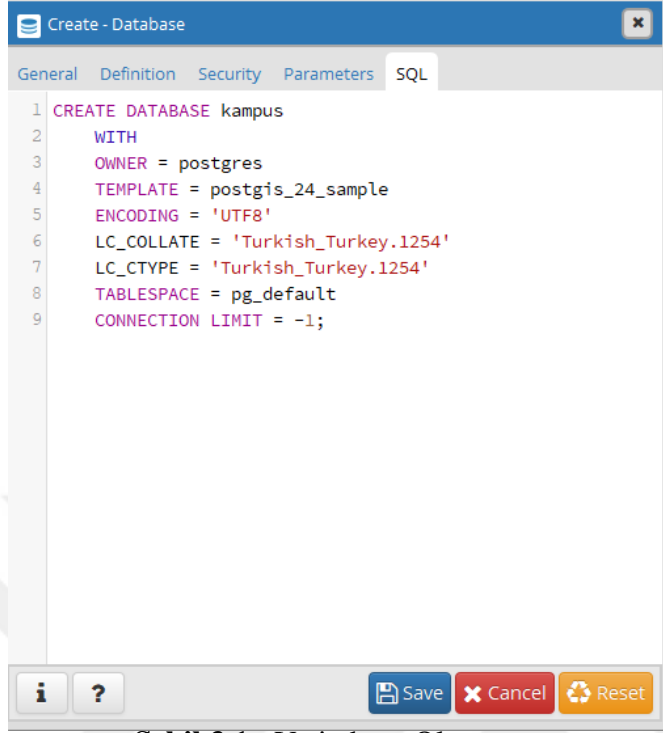 Create - Database
General Definition Security Parameters SQL
1 CREATE DATABASE kampus
2 WITH
3 OWNER = postgres
4 TEMPLATE = postgis_24_sample
5 ENCODING = 'UTF8'
6 LC_COLLATE = 'Turkish_Turkey.1254'
7 LC_CTYPE = 'Turkish_Turkey.1254'
8 TABLESPACE = pg_default
9 CONNECTION LIMIT = -1;
i ? Save Cancel Reset